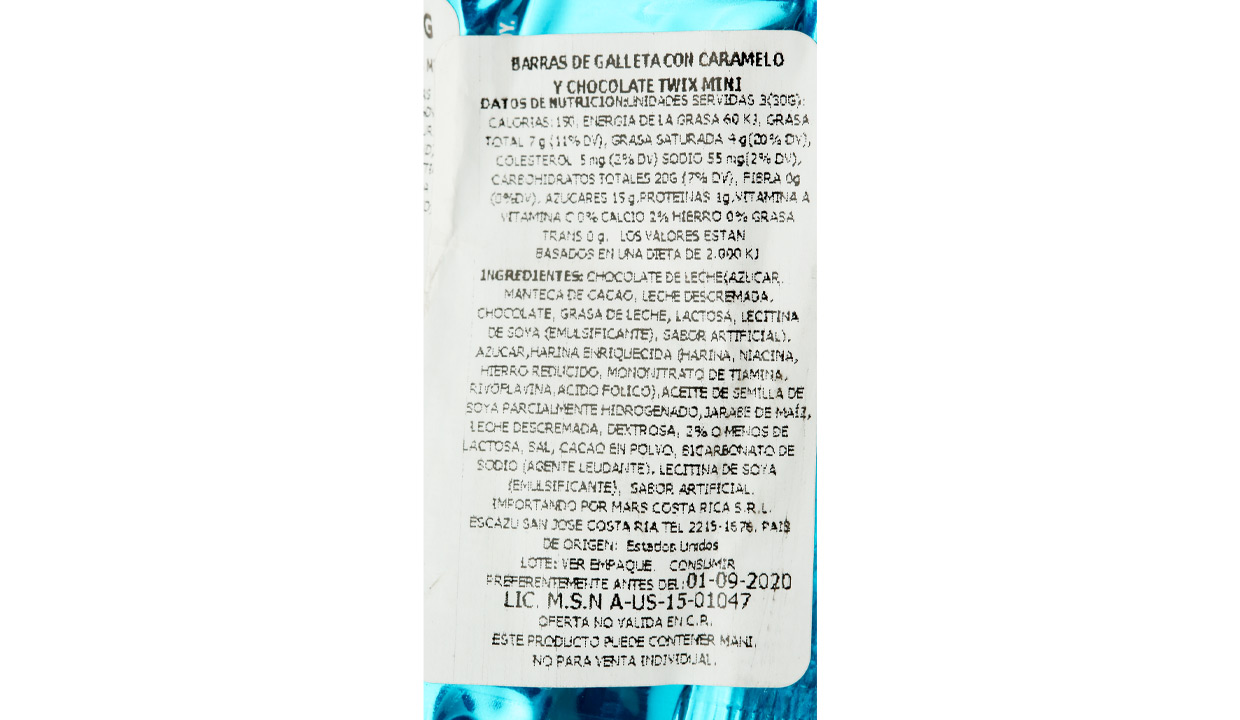 G
DY.
M
BARRAS DE GALLETA CON CARAMELO
Y CHOCOLATE TWIX MINI
DATOS DE NUTRICION:UNIDADES SERVIDAS 3(30G):
CALORIAS:150, ENERGIA DE LA GRASA 60 KJ, GRASA
TOTAL 7 g (11% DV), GRASA SATURADA 4 g(20% DV),
COLESTEROL 5 mg (2% DV) SODIO 55 mg(2% DV),
CARBOHIDRATOS TOTALES 20G (7% DV), FIBRA 0g
(0%DV), AZUCARES 15 g,PROTEINAS 1g,VITAMINA A
VITAMINA C 0% CALCIO 2% HIERRO 0% GRASA
TRANS 0 g. LOS VALORES ESTAN
BASADOS EN UNA DIETA DE 2.000 KJ
INGREDIENTES: CHOCOLATE DE LECHE(AZUCAR,
MANTECA DE CACAO, LECHE DESCREMADA,
CHOCOLATE, GRASA DE LECHE, LACTOSA, LECITINA
DE SOYA (EMULSIFICANTE), SABOR ARTIFICIAL),
AZUCAR,HARINA ENRIQUECIDA (HARINA, NIACINA,
HIERRO REDUCIDO, MONONITRATO DE TIAMINA,
RIVOFLAVINA,ACIDO FOLICO),ACEITE DE SEMILLA DE
SOYA PARCIALMENTE HIDROGENADO,JARABE DE MAÍZ,
LECHE DESCREMADA, DEXTROSA, 2% O MENOS DE
LACTOSA, SAL, CACAO EN POLVO, BICARBONATO DE
SODIO (AGENTE LEUDANTE), LECITINA DE SOYA
(EMULSIFICANTE), SABOR ARTIFICIAL.
IMPORTANDO POR MARS COSTA RICA S.R.L.
ESCAZU SAN JOSE COSTA RIA TEL 2215-1676. PAIS
DE ORIGEN: Estados Unidos
LOTE: VER EMPAQUE. CONSUMIR
PREFERENTEMENTE ANTES DEL:01-09-2020
LIC. M.S.N A-US-15-01047
OFERTA NO VALIDA EN C.R.
ESTE PRODUCTO PUEDE CONTENER MANI.
NO PARA VENTA INDIVIDUAL.